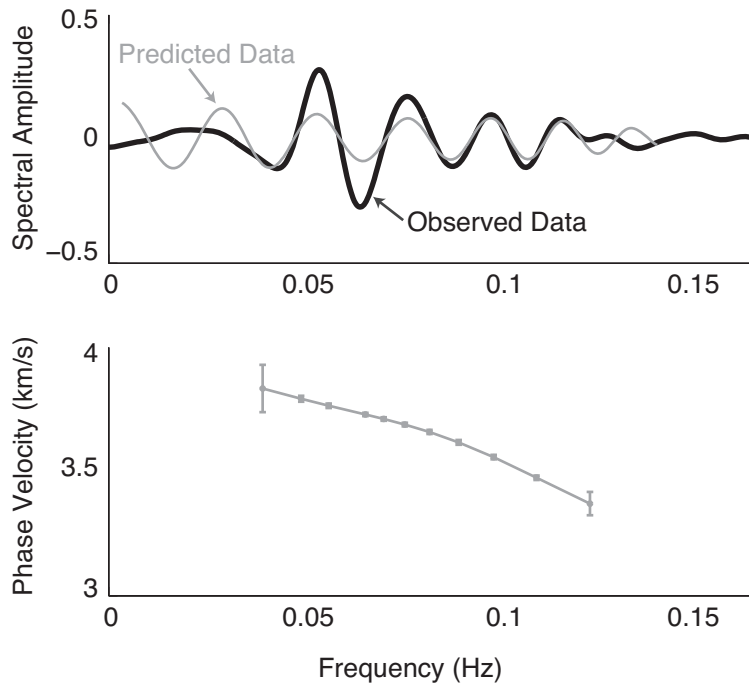 0.5
Predicted Data
Spectral Amplitude
0
Observed Data
−0.5
0
0.05
0.1
0.15
4
Phase Velocity (km/s)
3.5
3
0
0.05
0.1
0.15
Frequency (Hz)